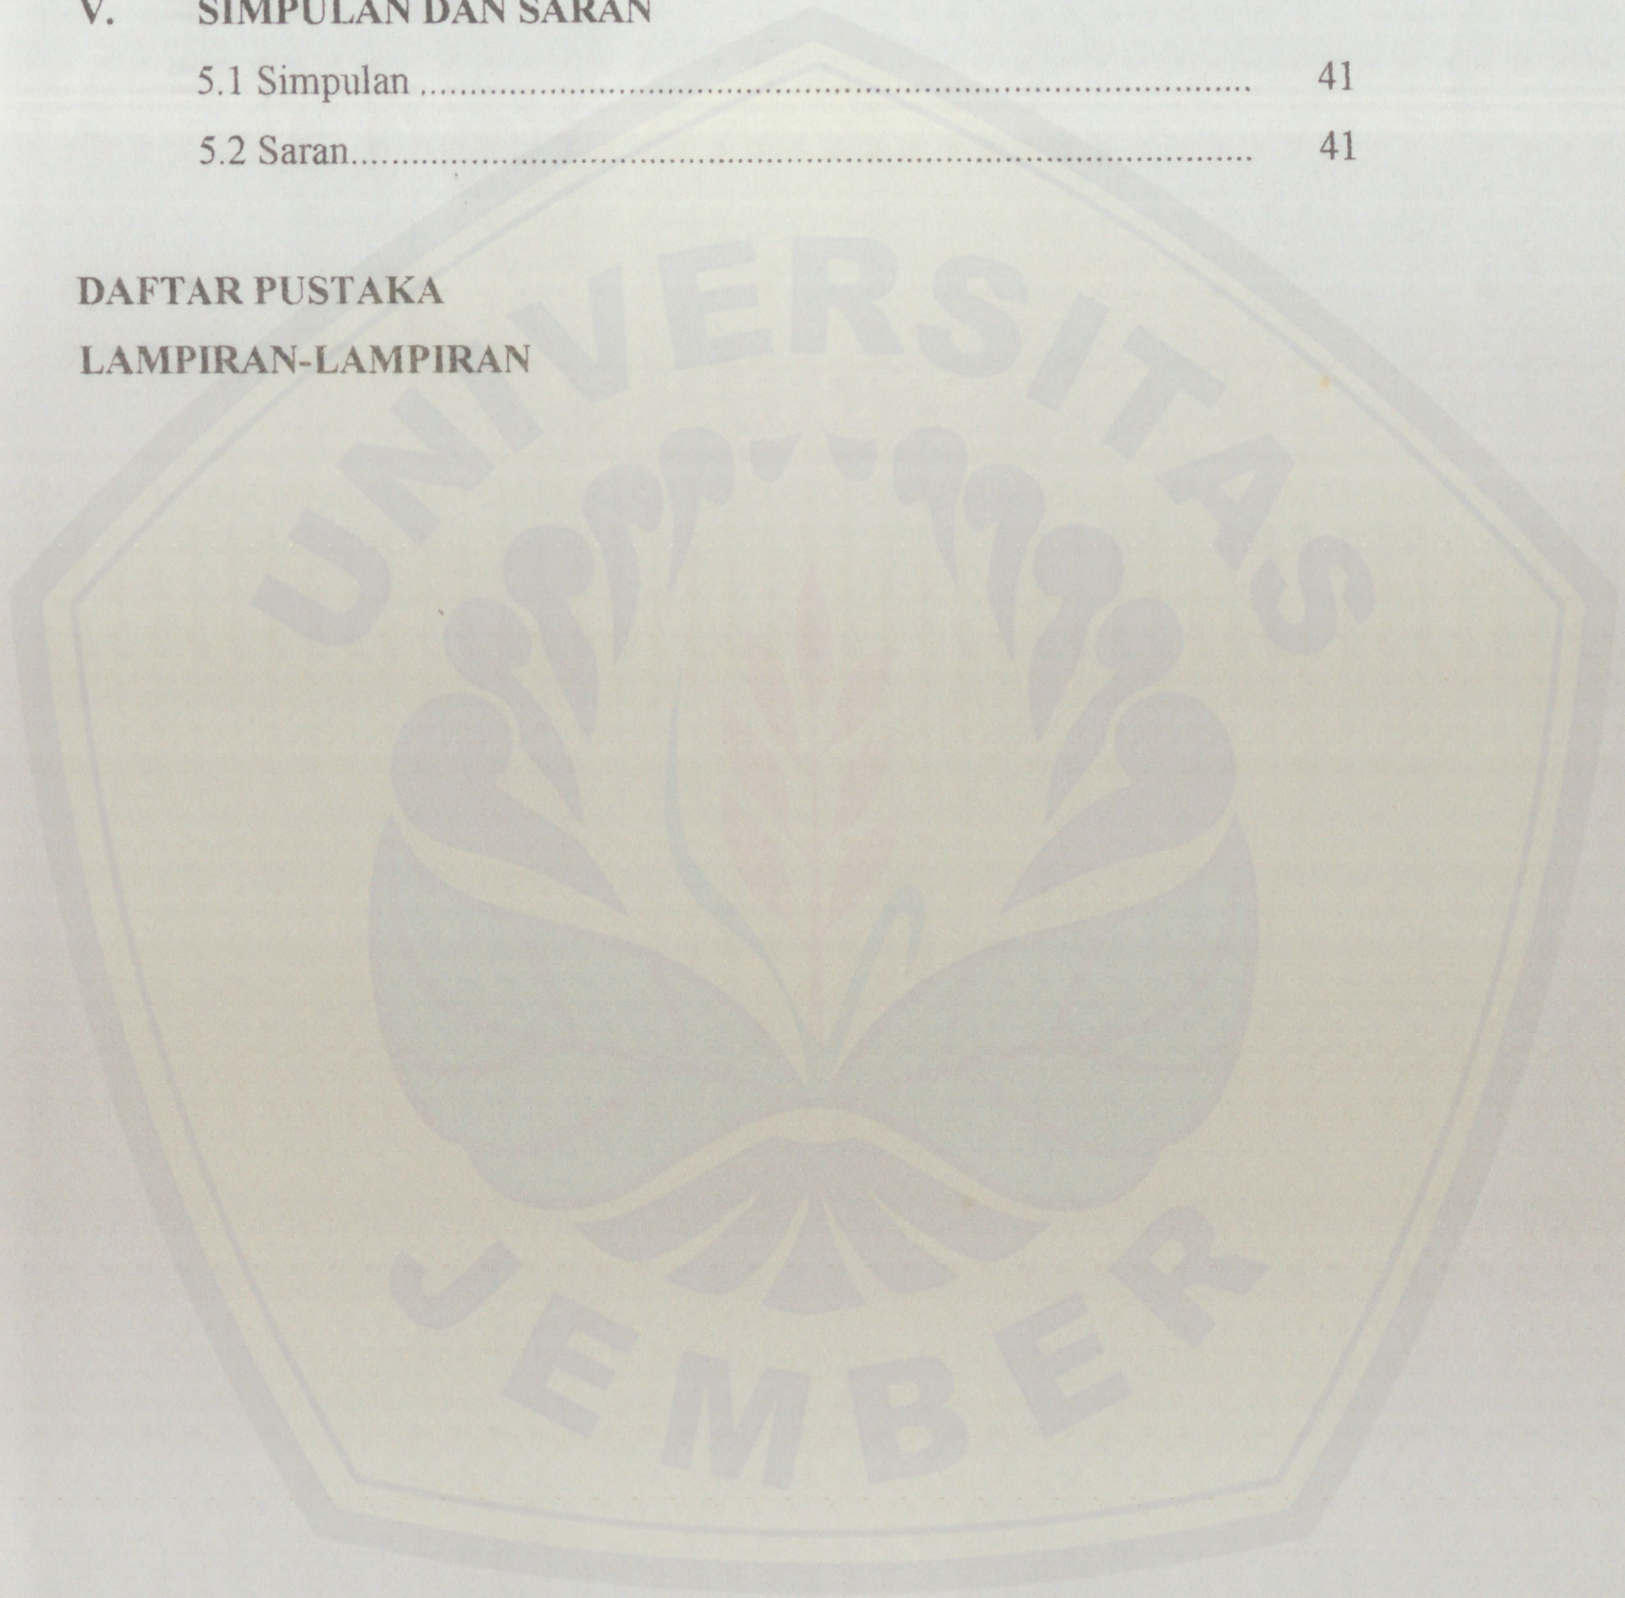 V. SIMPULAN DAN SARAN
5.1 Simpulan ........................................................................ 41
5.2 Saran............................................................................. 41
DAFTAR PUSTAKA
LAMPIRAN-LAMPIRAN
UNIVERSITAS
JEMBER